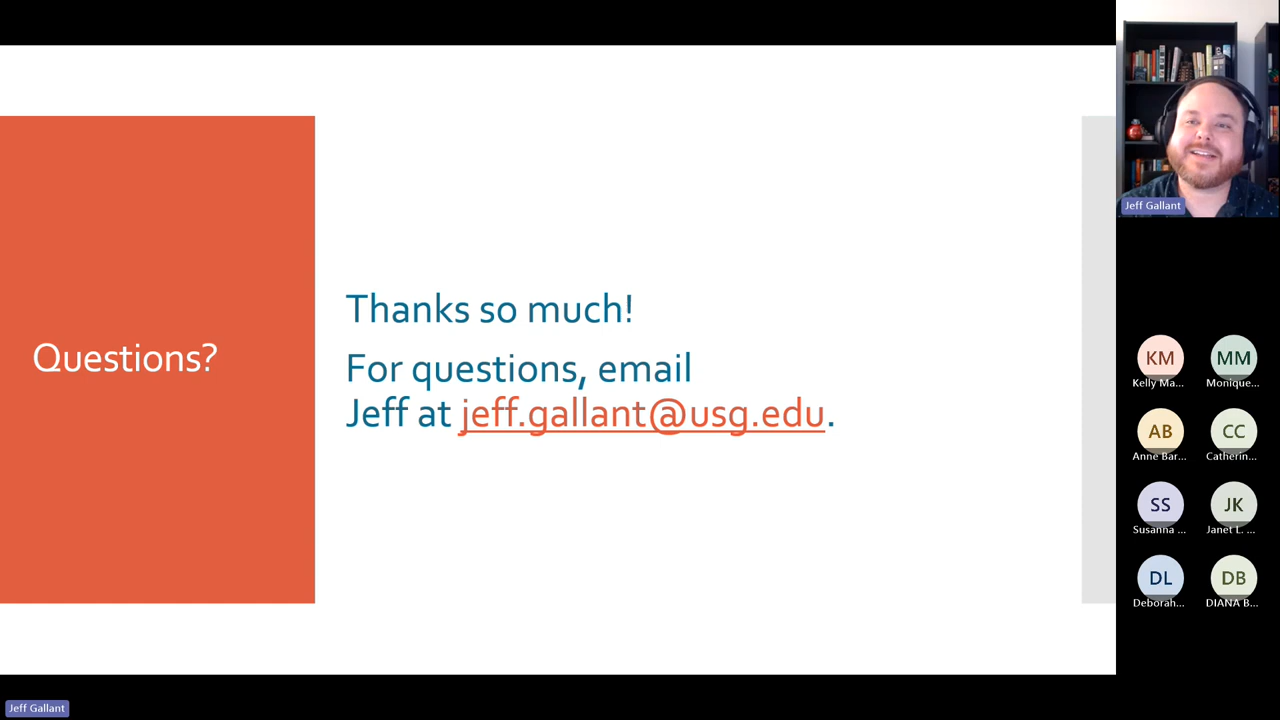 Questions?
Thanks so much!
For questions, email
Jeff at jeff.gallant@usg.edu.
Jeff Gallant
KM
MM
Kelly Ma...
Monique...
AB
CC
Anne Bar...
Catherin...
SS
JK
Susanna ...
Janet L. ...
DL
DB
Deborah...
DIANA B...
Jeff Gallant